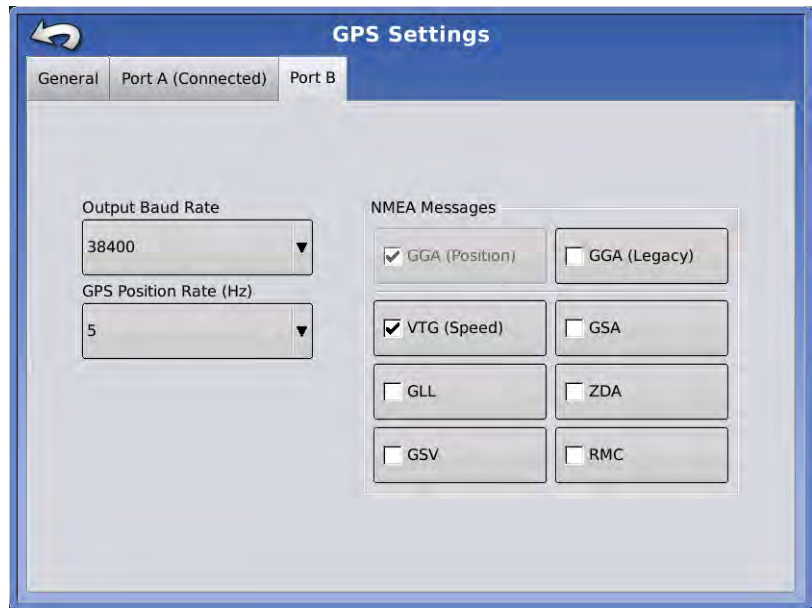 GPS Settings
General
Port A (Connected)
Port B
Output Baud Rate
38400
GPS Position Rate (Hz)
5
NMEA Messages
GGA (Position)
GGA (Legacy)
VTG (Speed)
GSA
GLL
ZDA
GSV
RMC